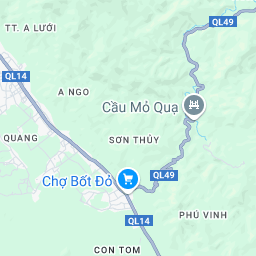 QL49
TT. A LƯỚI
QL14
A NGO
Cầu Mỏ Quạ
QUANG
SƠN THỦY
Chợ Bốt Đỏ
QL49
QL14
PHÚ VINH
CON TOM